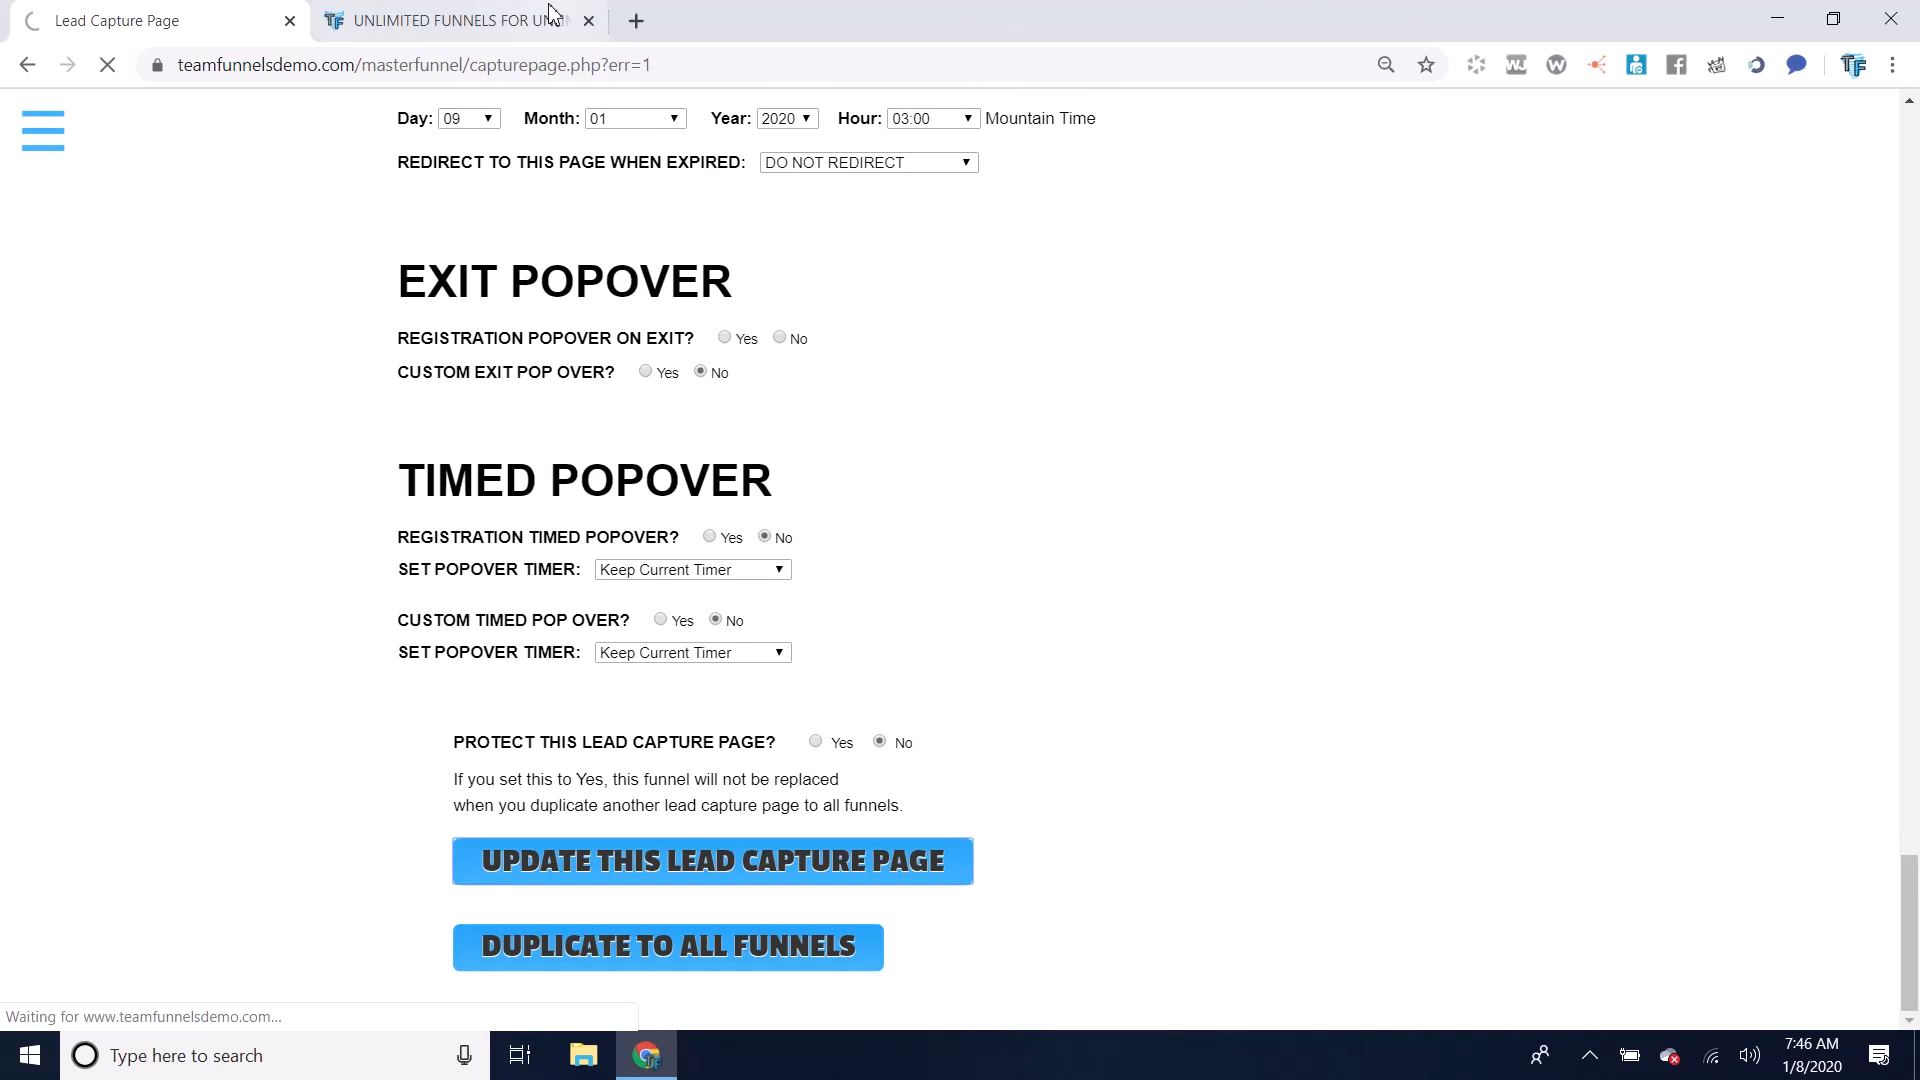 Lead Capture Page
UNLIMITED FUNNELS FOR UN
teamfunnelsdemo.com/masterfunnel/capturepage.php?err=1
Day: 09 Month: 01 Year: 2020 Hour: 03:00 Mountain Time
REDIRECT TO THIS PAGE WHEN EXPIRED: DO NOT REDIRECT
EXIT POPOVER
REGISTRATION POPOVER ON EXIT? Yes No
CUSTOM EXIT POP OVER? Yes No
TIMED POPOVER
REGISTRATION TIMED POPOVER? Yes No
SET POPOVER TIMER: Keep Current Timer
CUSTOM TIMED POP OVER? Yes No
SET POPOVER TIMER: Keep Current Timer
PROTECT THIS LEAD CAPTURE PAGE? Yes No
If you set this to Yes, this funnel will not be replaced
when you duplicate another lead capture page to all funnels.
UPDATE THIS LEAD CAPTURE PAGE
DUPLICATE TO ALL FUNNELS
Waiting for www.teamfunnelsdemo.com...
Type here to search
7:46 AM
1/8/2020